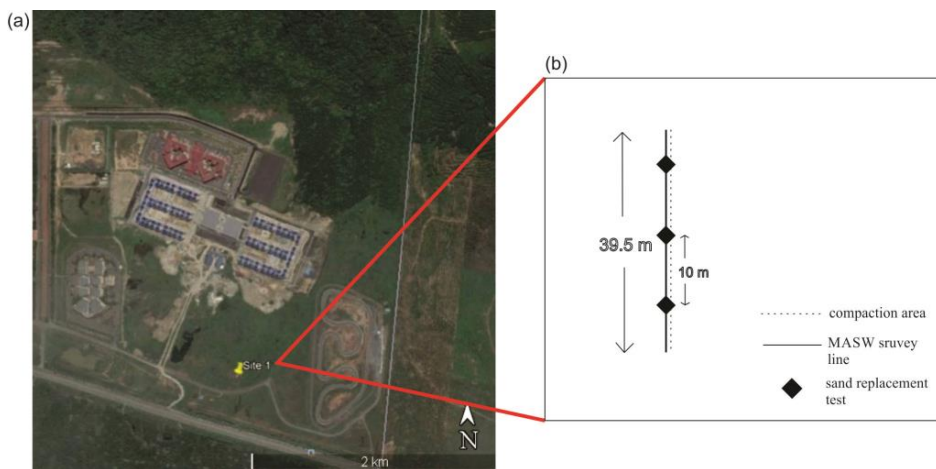 (a)
Site 1
N
2 km
(b)
39.5 m
10 m
compaction area
MASW sruvey
line
sand replacement
test